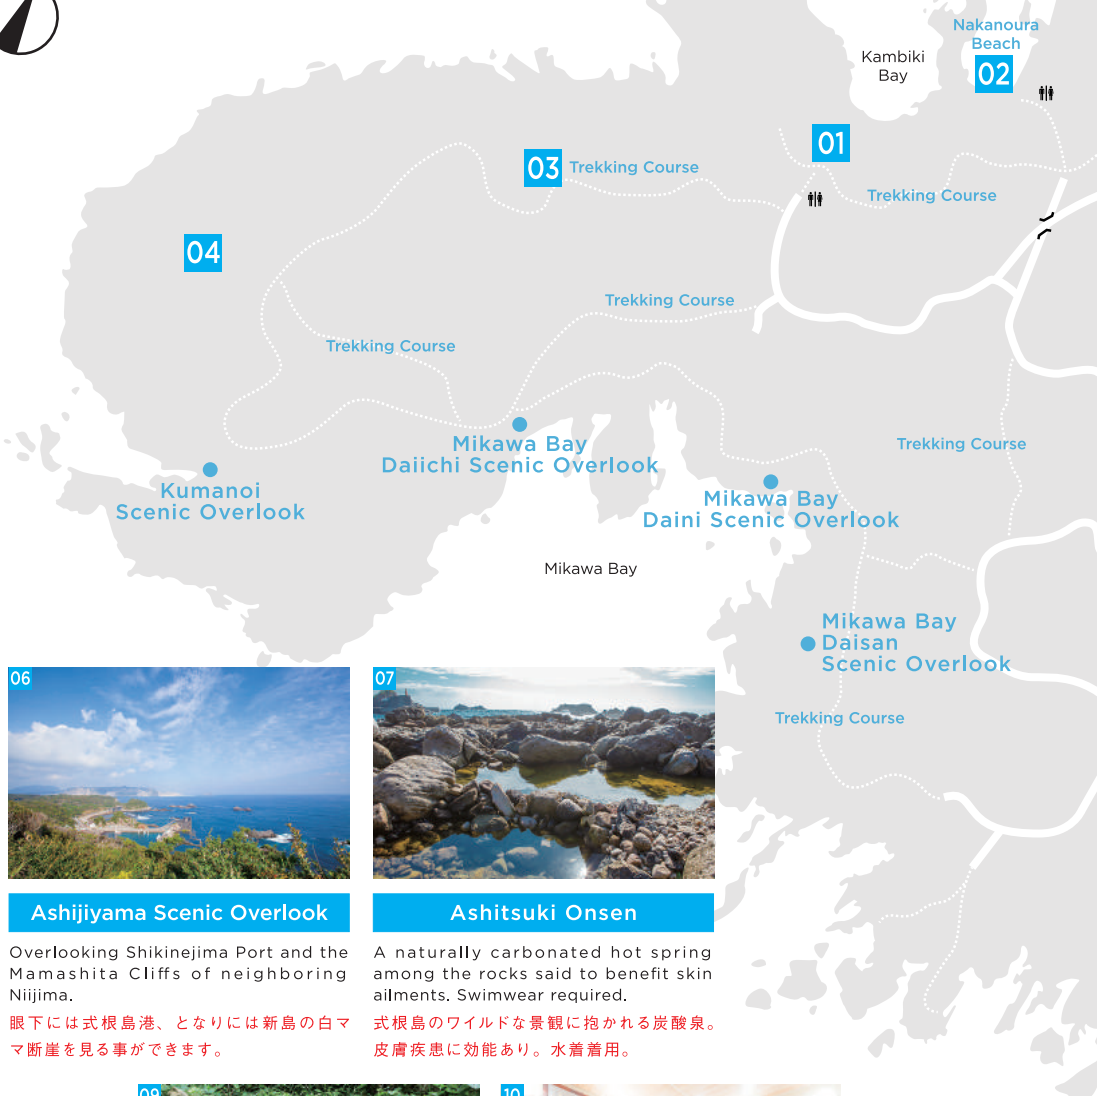 Nakanoura
Beach
02
Kambiki
Bay
01
03
Trekking Course
Trekking Course
04
Trekking Course
Trekking Course
Mikawa Bay
Daiichi Scenic Overlook
Trekking Course
Kumanoi
Scenic Overlook
Mikawa Bay
Daini Scenic Overlook
Mikawa Bay
Mikawa Bay
Daisan
Scenic Overlook
Trekking Course
06
Ashijiyama Scenic Overlook
Overlooking Shikinejima Port and the
Mamashita Cliffs of neighboring
Niijima.
眼下には式根島港、となりには新島の白マ
マ断崖を見る事ができます。
07
Ashitsuki Onsen
A naturally carbonated hot spring
among the rocks said to benefit skin
ailments. Swimwear required.
式根島のワイルドな景観に抱かれる炭酸泉。
皮膚疾患に効能あり。水着着用。
09
10